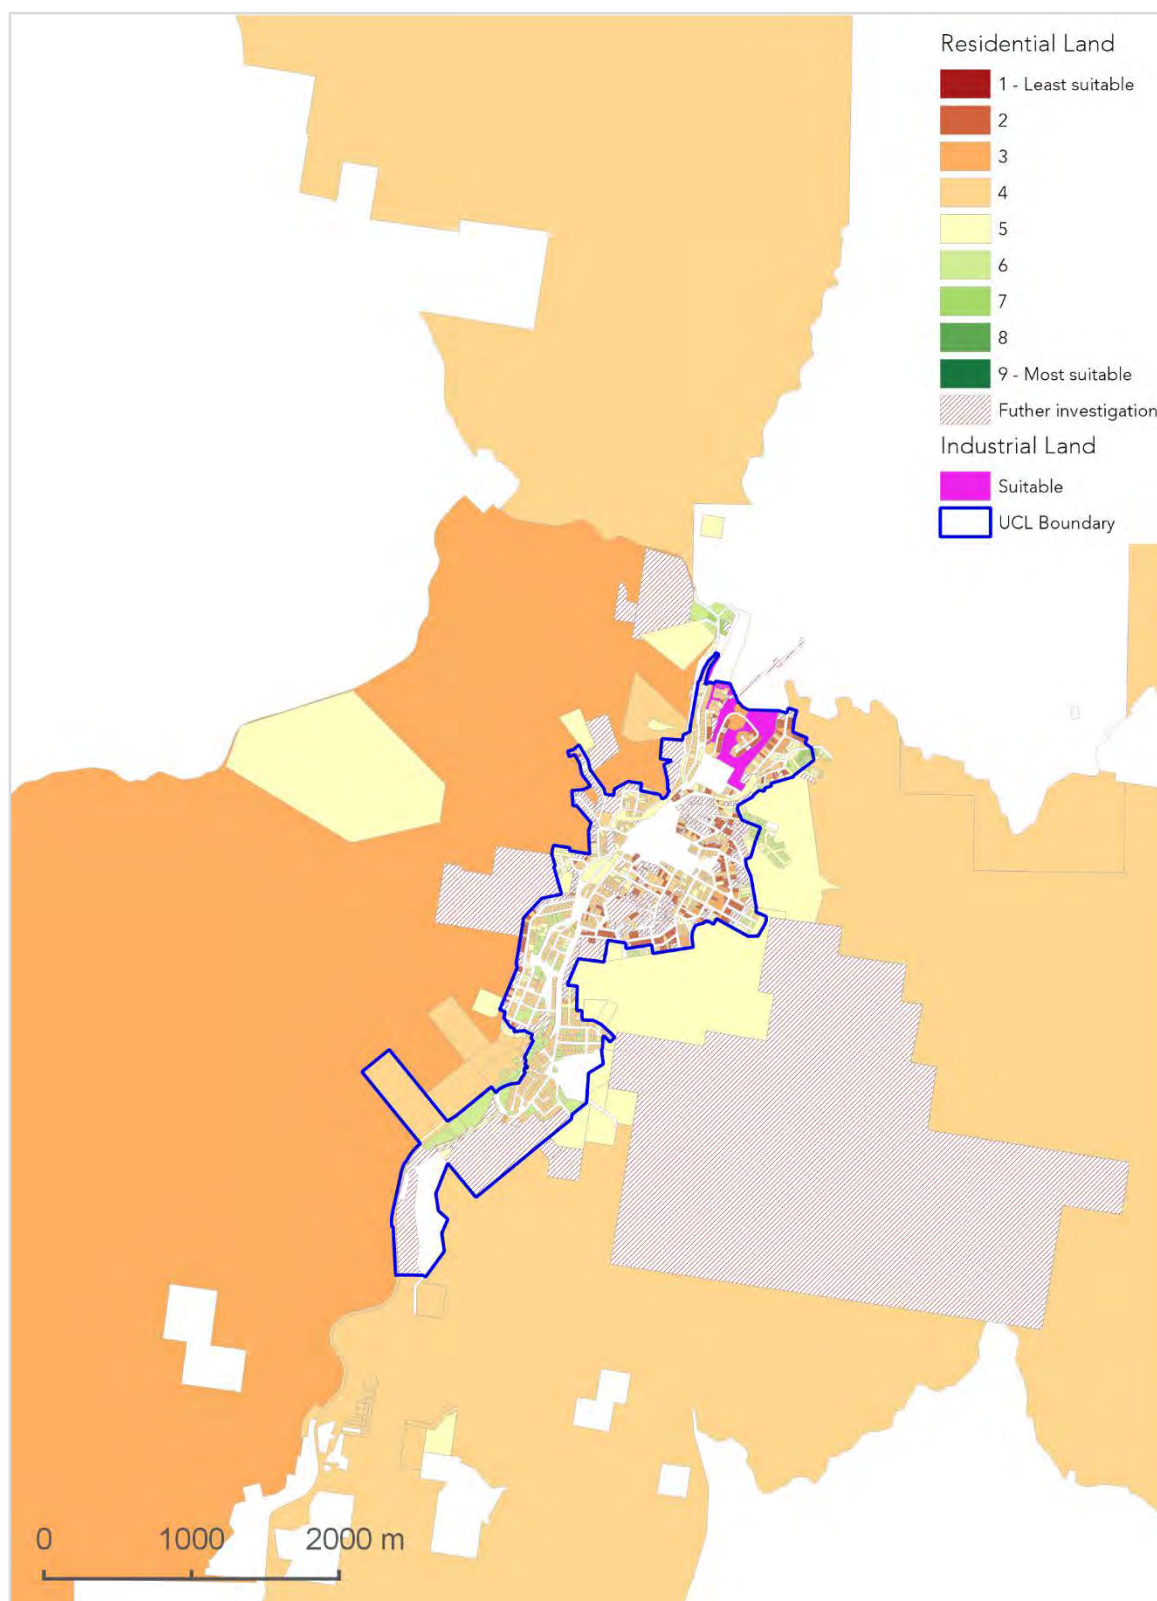 Residential Land
1 - Least suitable
2
3
4
5
6
7
8
9 - Most suitable
Futher investigation
Industrial Land
Suitable
UCL Boundary
0 1000 2000 m